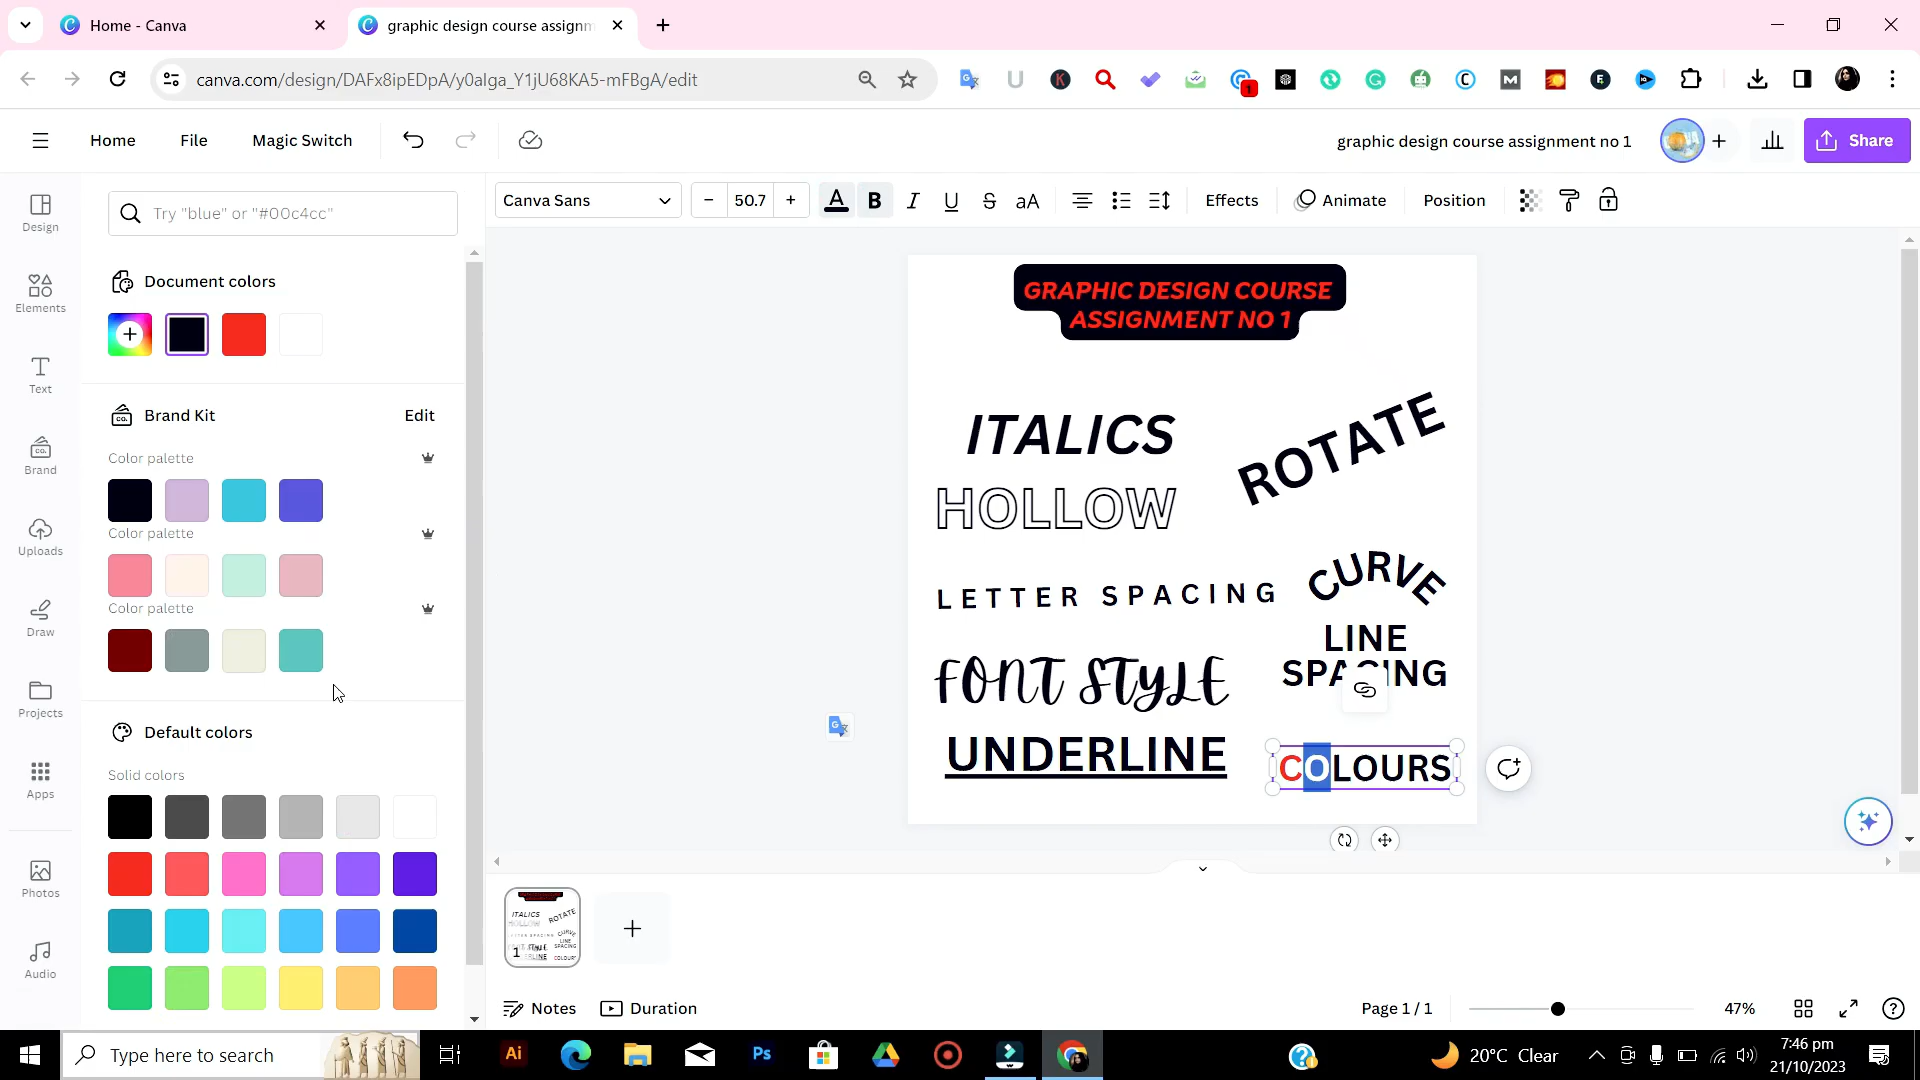 Home - Canva
graphic design course assignm
canva.com/design/DAFx8ipEDpA/y0alga_Y1jU68KA5-mFBgA/edit
1
Home
File
Magic Switch
graphic design course assignment no 1
Share
Design
Elements
Text
Brand
Uploads
Draw
Projects
Apps
Photos
Audio
Try "blue" or "#00c4cc"
Document colors
Brand Kit
Edit
Color palette
Color palette
Color palette
Default colors
Solid colors
Canva Sans
50.7
A
B
I
U
S
aA
Effects
Animate
Position
GRAPHIC DESIGN COURSE
ASSIGNMENT NO 1
ITALICS
ROTATE
HOLLOW
LETTER SPACING
CURVE
LINE
FONT STYLE
UNDERLINE
COLOURS
1
Notes
Duration
Page 1 / 1
47%
Type here to search
Ai
Ps
20°C Clear
7:46 pm
21/10/2023